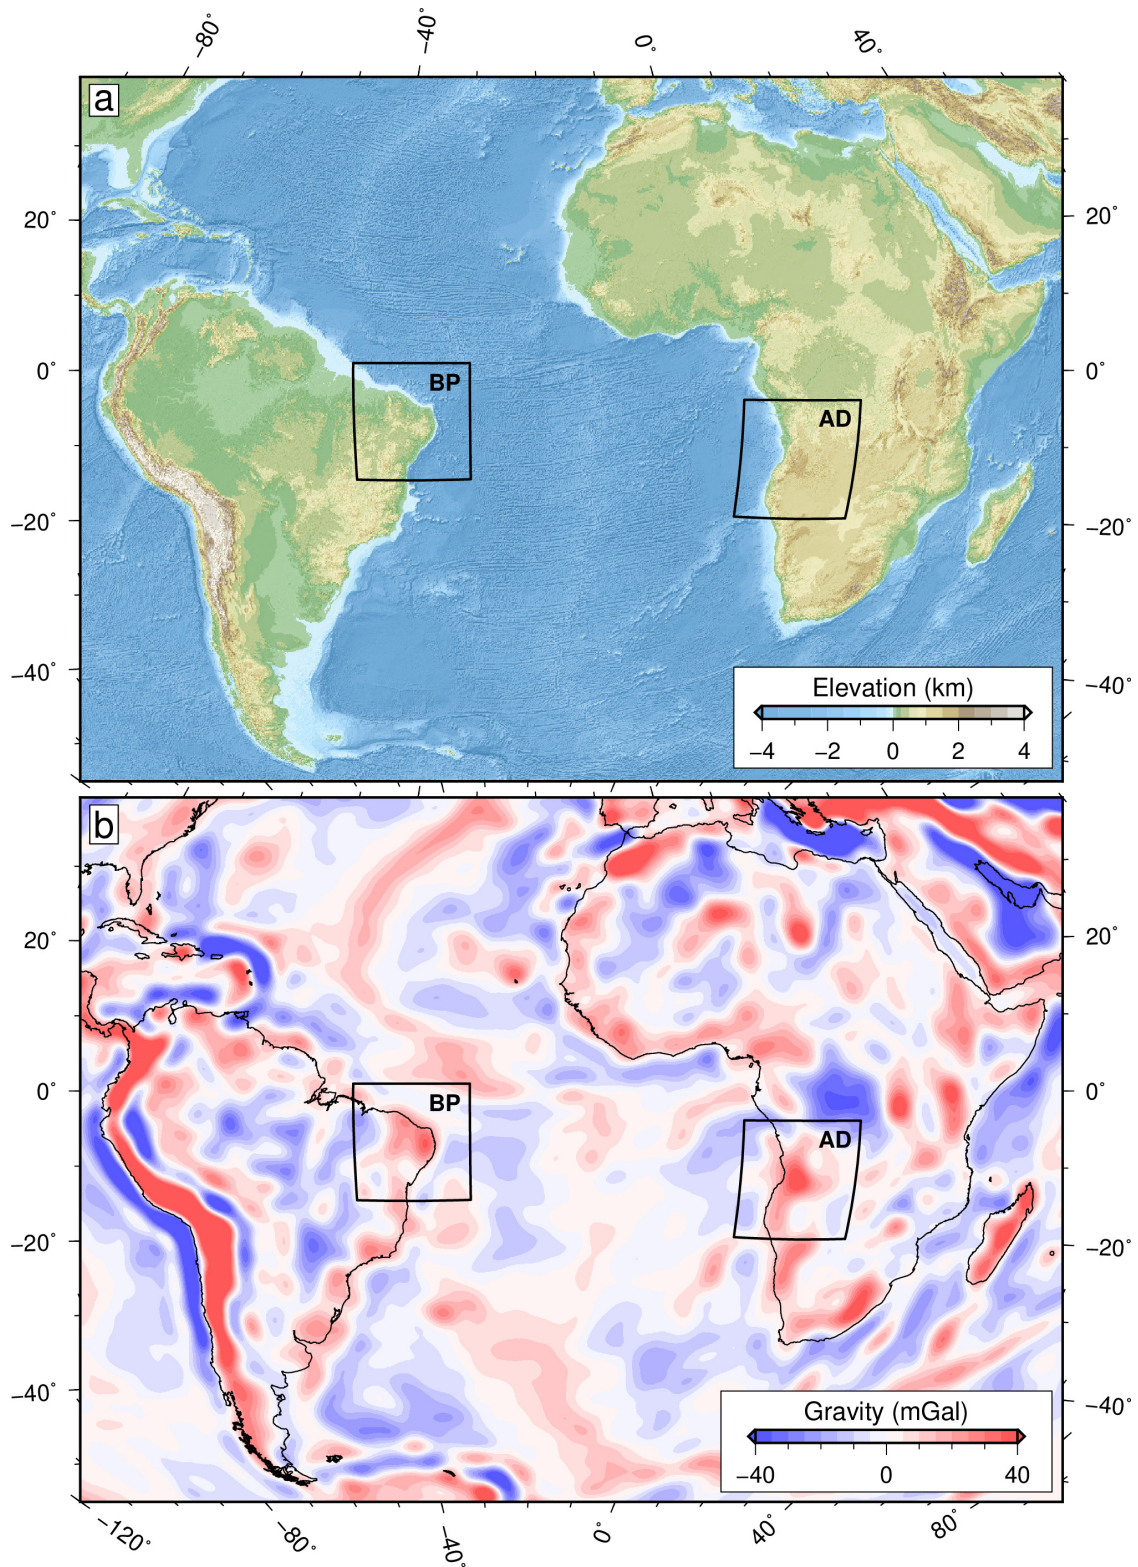 −80° −40° 0° 40°
a
20° 20°
0° BP 0°
AD
−20° −20°
−40° −40°
Elevation (km)
−4 −2 0 2 4
b
20° 20°
0° BP 0°
AD
−20° −20°
−40° −40°
Gravity (mGal)
−40 0 40
−120° −80° −40° 0° 40° 80°